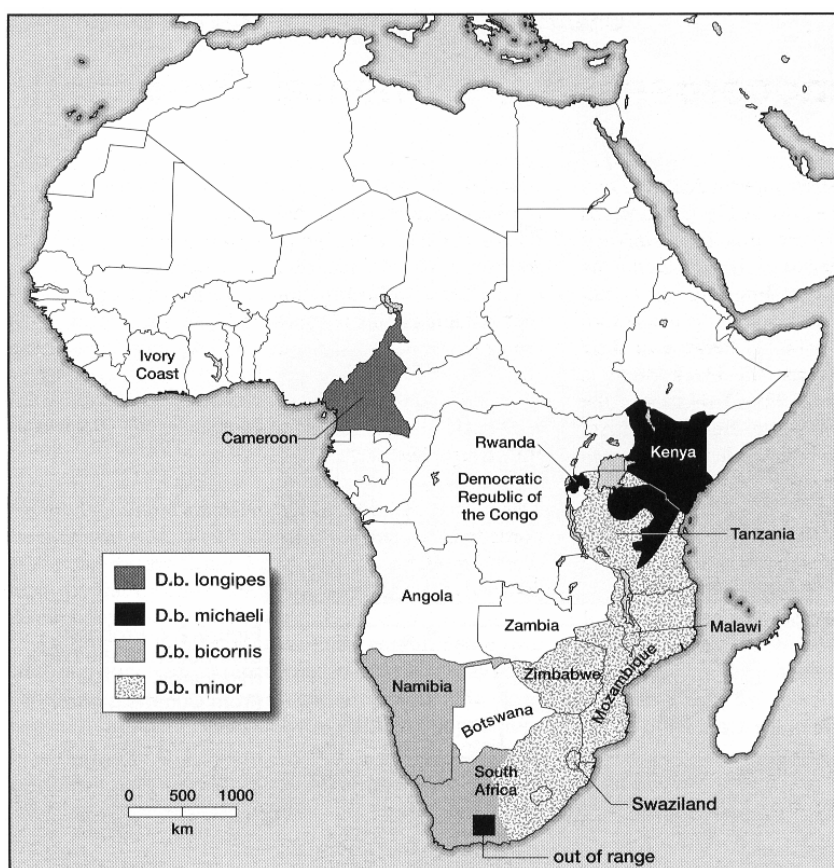 Ivory
Coast
Cameroon
Rwanda
Kenya
Democratic
Republic of
the Congo
Tanzania
D.b. longipes
D.b. michaeli
D.b. bicornis
D.b. minor
Angola
Zambia
Malawi
Mozambique
Zimbabwe
Namibia
Botswana
South
Africa
Swaziland
0 500 1000
km
out of range